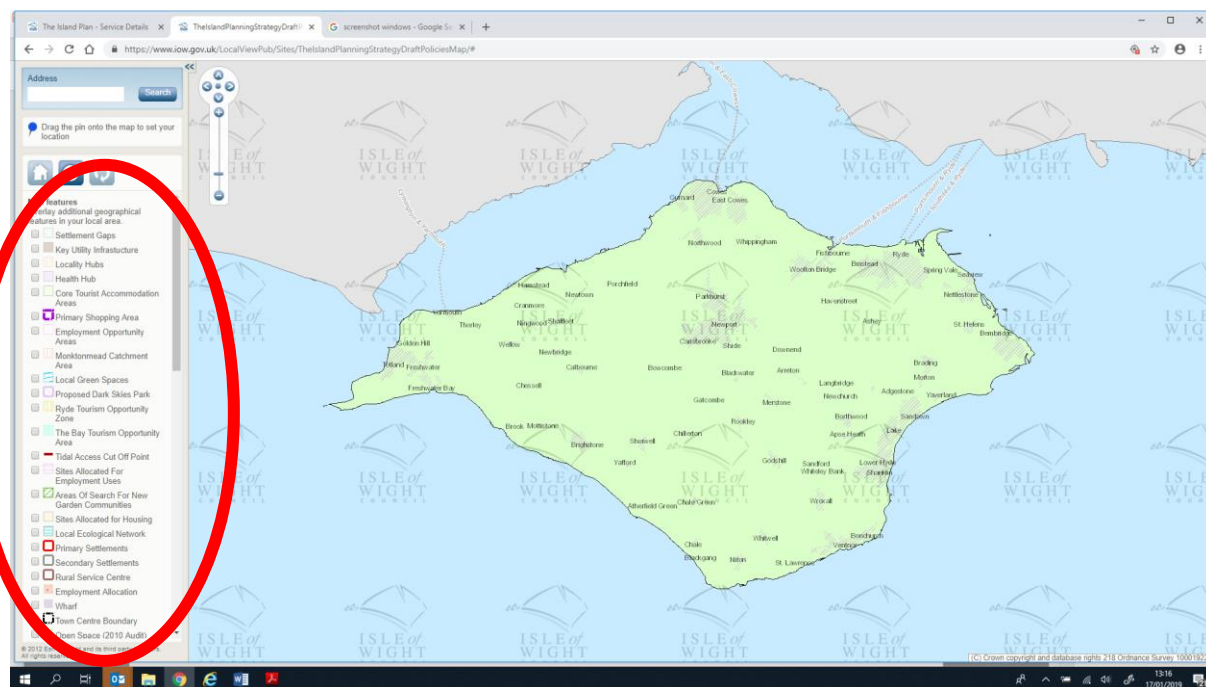 The Island Plan - Service Details
TheIslandPlanningStrategyDraftP
screenshot windows - Google Se
https://www.iow.gov.uk/LocalViewPub/Sites/TheIslandPlanningStrategyDraftPoliciesMap/#
Address
Search
Drag the pin onto the map to set your
location
features
overlay additional geographical
features in your local area.
Settlement Gaps
Key Utility Infrastucture
Locality Hubs
Health Hub
Core Tourist Accommodation
Areas
Primary Shopping Area
Employment Opportunity
Areas
Monktonmead Catchment
Area
Local Green Spaces
Proposed Dark Skies Park
Ryde Tourism Opportunity
Zone
The Bay Tourism Opportunity
Area
Tidal Access Cut Off Point
Sites Allocated For
Employment Uses
Areas Of Search For New
Garden Communities
Sites Allocated for Housing
Local Ecological Network
Primary Settlements
Secondary Settlements
Rural Service Centre
Employment Allocation
Wharf
Town Centre Boundary
Open Space (2010 Audit)
© 2012 and its third party
All rights
ISLE of
WIGHT
COUNCIL
Cowes
Gurnard
East Cowes
Northwood
Whippingham
Fishbourne
Binstead
Ryde
Wootton Bridge
Spring Vale
Seaview
Hamstead
Newtown
Porchfield
Parkhurst
Nettlestone
Cranmore
Havenstreet
Yarmouth
Thorley
Ningwood
Shalfleet
Newport
Ashey
St. Helens
Bembridge
Golden Hill
Wellow
Newbridge
Carisbrooke
Shide
Downend
Totland
Freshwater
Calbourne
Bowcombe
Blackwater
Arreton
Brading
Morton
Freshwater Bay
Chessell
Langbridge
Newchurch
Adgestone
Yaverland
Gatcombe
Merstone
Brook
Mottistone
Rookley
Borthwood
Sandown
Brighstone
Shorwell
Chillerton
Apse Heath
Lake
Yafford
Godshill
Sandford
Whiteley Bank
Lower Hyde
Shanklin
Atherfield Green
Chale Green
Wroxall
Chale
Whitwell
Bonchurch
Ventnor
Blackgang
Niton
St. Lawrence
(C) Crown copyright and database rights 218 Ordnance Survey 1000192
13:16
17/01/2019